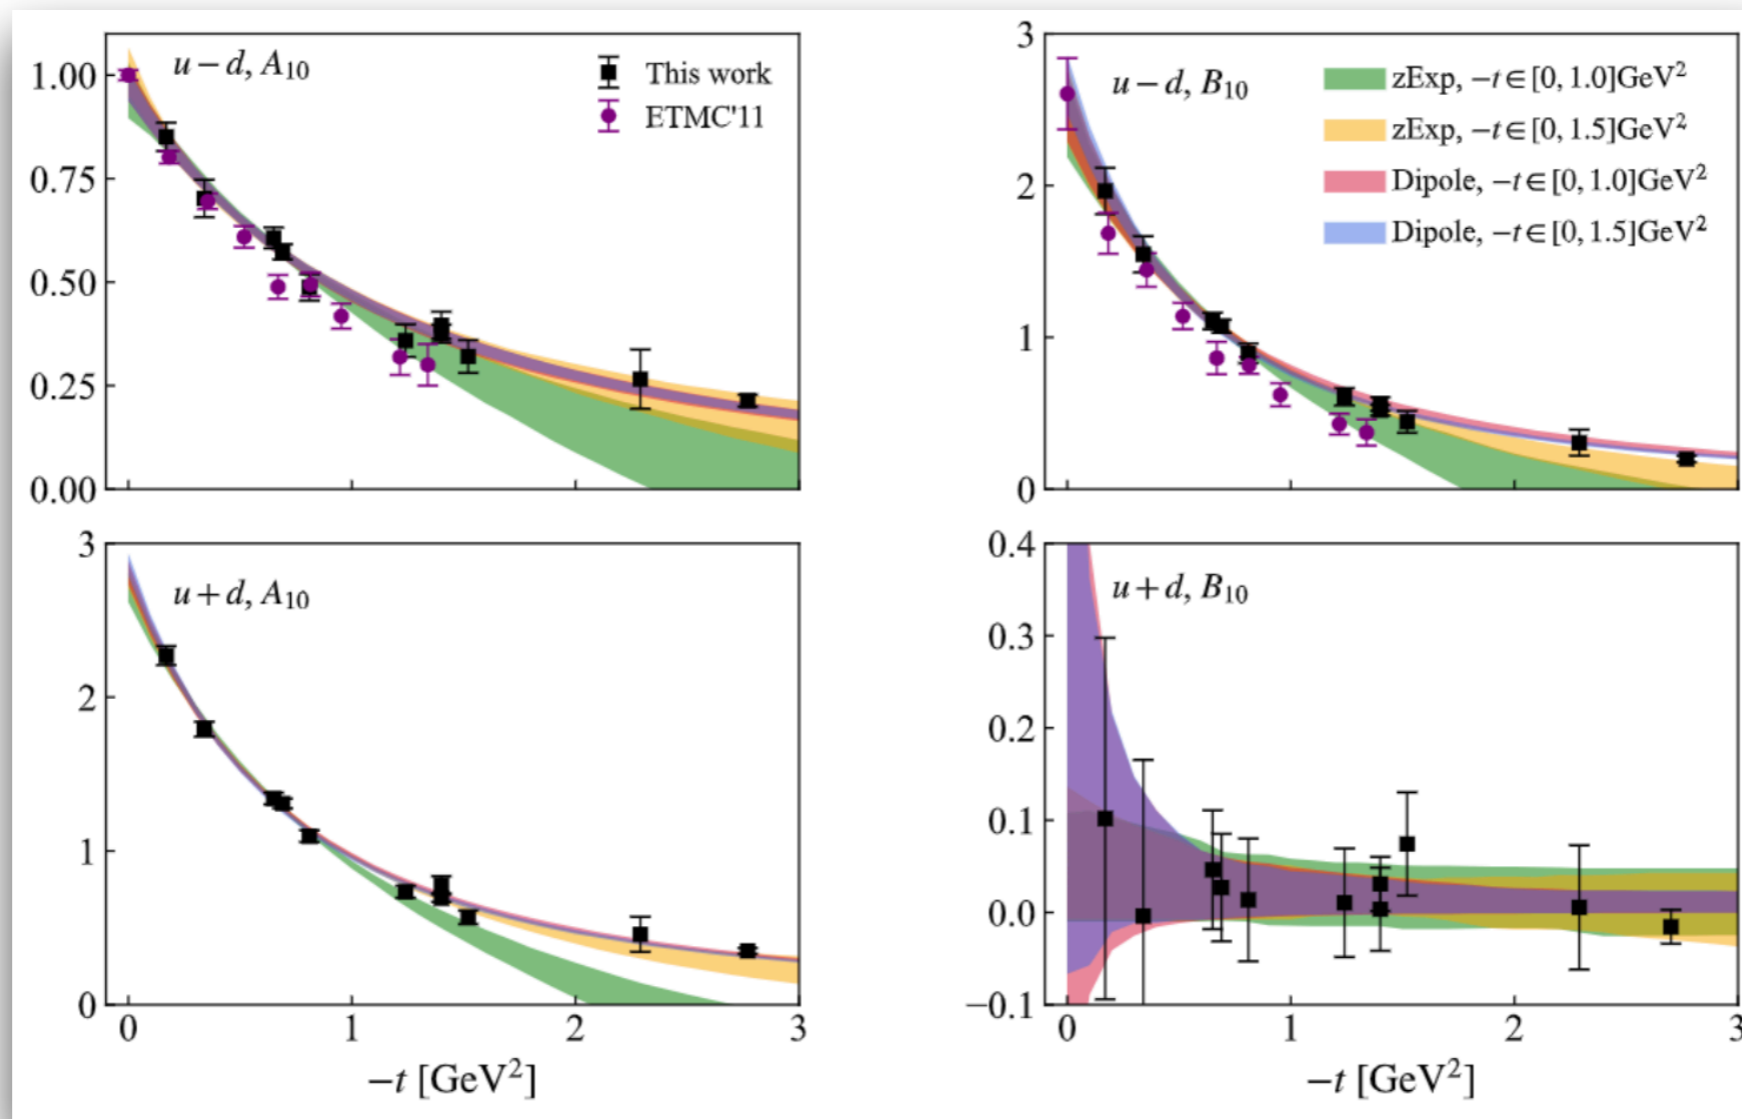 u − d, A₁₀
This work
ETMC'11
1.00
0.75
0.50
0.25
0.00
u − d, B₁₀
zExp, −t ∈ [0, 1.0]GeV²
zExp, −t ∈ [0, 1.5]GeV²
Dipole, −t ∈ [0, 1.0]GeV²
Dipole, −t ∈ [0, 1.5]GeV²
3
2
1
0
u + d, A₁₀
3
2
1
0
0 1 2 3
−t [GeV²]
u + d, B₁₀
0.4
0.3
0.2
0.1
0.0
−0.1
0 1 2 3
−t [GeV²]